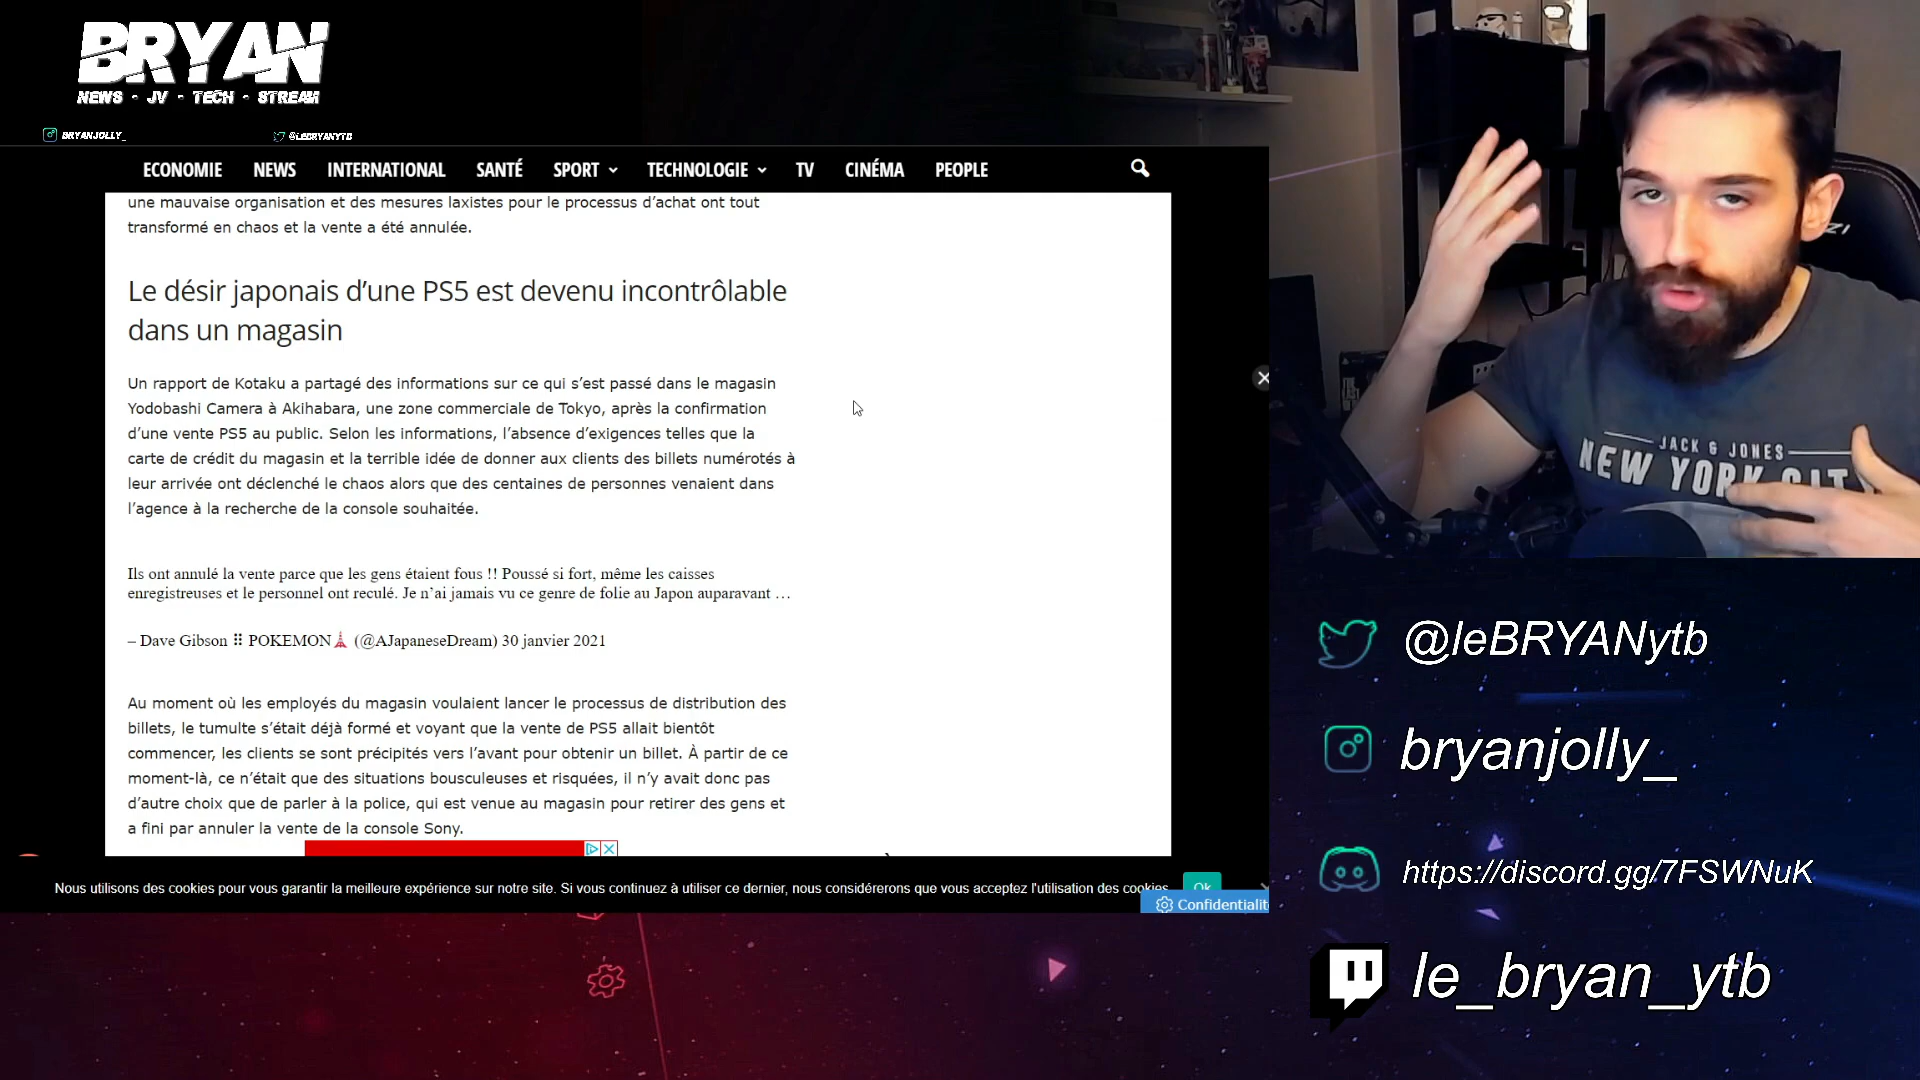 BRYAN
NEWS - JV - TECH - STREAM
BRYANJOLLY_
@LEBRYANYTB
ECONOMIE NEWS INTERNATIONAL SANTÉ SPORT TECHNOLOGIE TV CINÉMA PEOPLE
une mauvaise organisation et des mesures laxistes pour le processus d’achat ont tout
transformé en chaos et la vente a été annulée.
Le désir japonais d’une PS5 est devenu incontrôlable
dans un magasin
Un rapport de Kotaku a partagé des informations sur ce qui s’est passé dans le magasin
Yodobashi Camera à Akihabara, une zone commerciale de Tokyo, après la confirmation
d’une vente PS5 au public. Selon les informations, l’absence d’exigences telles que la
carte de crédit du magasin et la terrible idée de donner aux clients des billets numérotés à
leur arrivée ont déclenché le chaos alors que des centaines de personnes venaient dans
l’agence à la recherche de la console souhaitée.
Ils ont annulé la vente parce que les gens étaient fous !! Poussé si fort, même les caisses
enregistreuses et le personnel ont reculé. Je n’ai jamais vu ce genre de folie au Japon auparavant …
– Dave Gibson ⠿ POKEMON🗼 (@AJapaneseDream) 30 janvier 2021
Au moment où les employés du magasin voulaient lancer le processus de distribution des
billets, le tumulte s’était déjà formé et voyant que la vente de PS5 allait bientôt
commencer, les clients se sont précipités vers l’avant pour obtenir un billet. À partir de ce
moment-là, ce n’était que des situations bousculeuses et risquées, il n’y avait donc pas
d’autre choix que de parler à la police, qui est venue au magasin pour retirer des gens et
a fini par annuler la vente de la console Sony.
Nous utilisons des cookies pour vous garantir la meilleure expérience sur notre site. Si vous continuez à utiliser ce dernier, nous considérerons que vous acceptez l'utilisation des cookies.
Ok
Confidentialit
JACK & JONES
NEW YORK CITY
@leBRYANytb
bryanjolly_
https://discord.gg/7FSWNuK
le_bryan_ytb